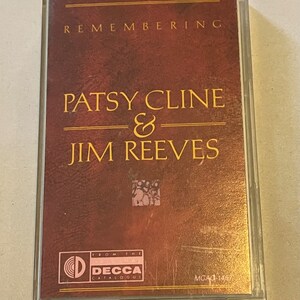 REMEMBERING
PATSY CLINE
&
JIM REEVES
FROM THE
DECCA
CATALOGUE